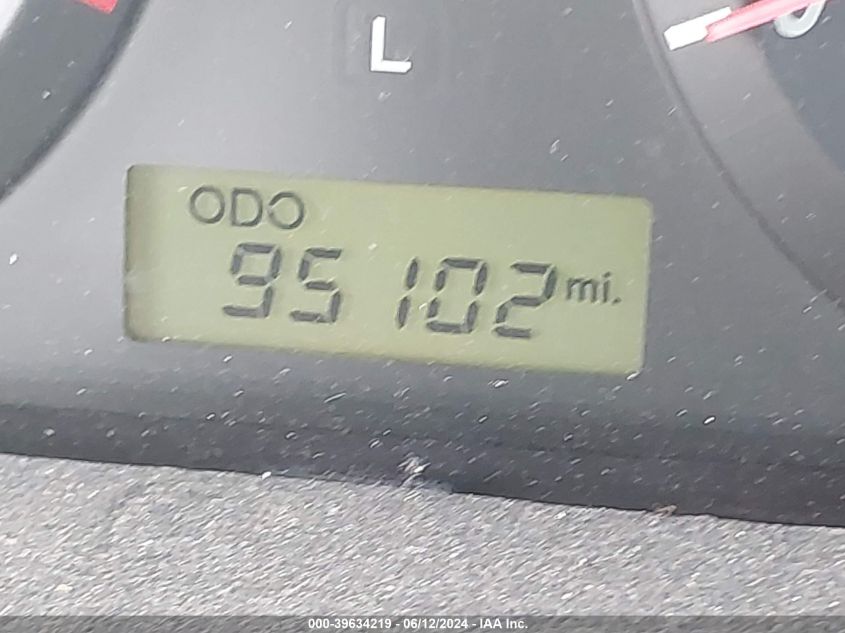 L
ODO
95102 mi.
000-39634219 - 06/12/2024 - IAA Inc.